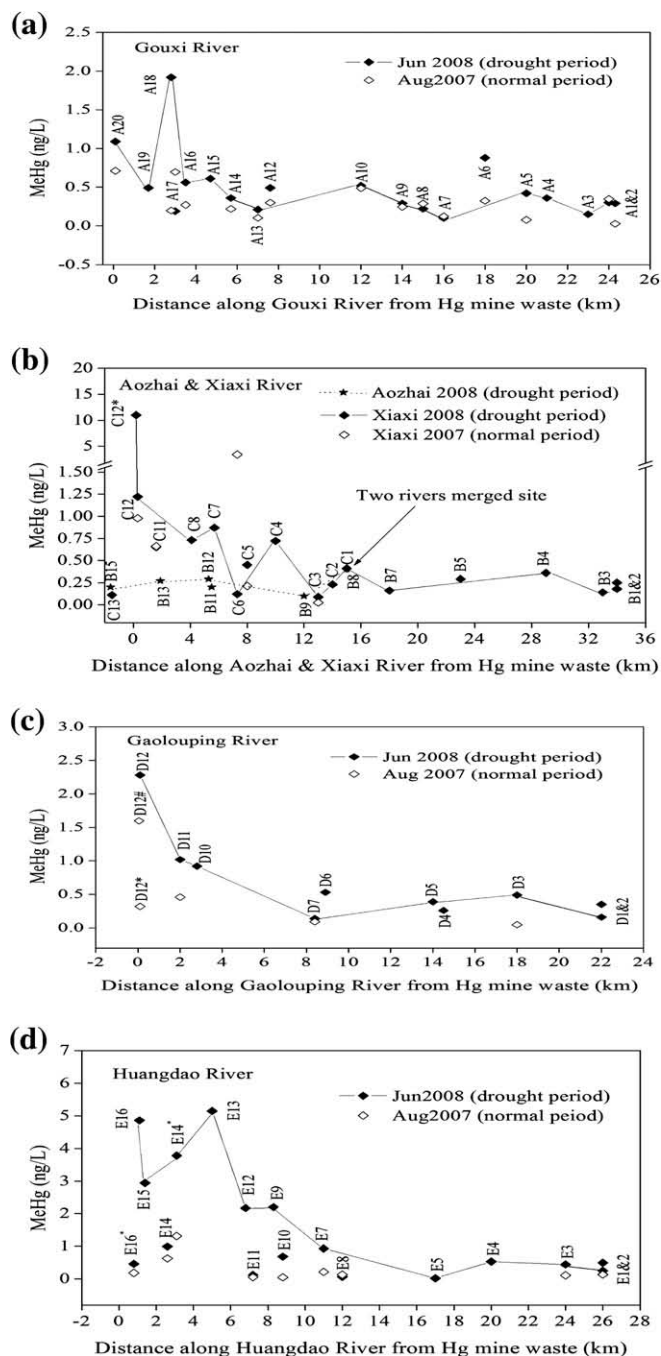 (a)
Gouxi River
Jun 2008 (drought period)
Aug2007 (normal period)
MeHg (ng/L)
2.5
2.0
1.5
1.0
0.5
0.0
-0.5
A20
A19
A18
A17
A16
A15
A14
A13
A12
A10
A9
A8
A7
A6
A5
A4
A3
A1&2
0 2 4 6 8 10 12 14 16 18 20 22 24 26
Distance along Gouxi River from Hg mine waste (km)
(b)
Aozhai & Xiaxi River
Aozhai 2008 (drought period)
Xiaxi 2008 (drought period)
Xiaxi 2007 (normal period)
Two rivers merged site
MeHg (ng/L)
20
15
10
5
1.50
1.25
1.00
0.75
0.50
0.25
0.00
C12*
C12
C13*
B15
C11
B13
C8
C7
B12
B11
C6
C5
C4
B9
C3
C2
C1
B8
B7
B5
B4
B3
B1&2
0 4 8 12 16 20 24 28 32 36
Distance along Aozhai & Xiaxi River from Hg mine waste (km)
(c)
Gaolouping River
Jun 2008 (drought period)
Aug 2007 (normal period)
MeHg (ng/L)
3.0
2.5
2.0
1.5
1.0
0.5
0.0
D12
D12#
D12*
D11
D10
D7
D6
D5
D4
D3
D1&2
-2 0 2 4 6 8 10 12 14 16 18 20 22 24
Distance along Gaolouping River from Hg mine waste (km)
(d)
Huangdao River
Jun2008 (drought period)
Aug2007 (normal peiod)
MeHg (ng/L)
7
6
5
4
3
2
1
0
E16
E16*
E15
E14
E14*
E13
E12
E11
E9
E10
E7
E8
E5
E4
E3
E1&2
-2 0 2 4 6 8 10 12 14 16 18 20 22 24 26 28
Distance along Huangdao River from Hg mine waste (km)